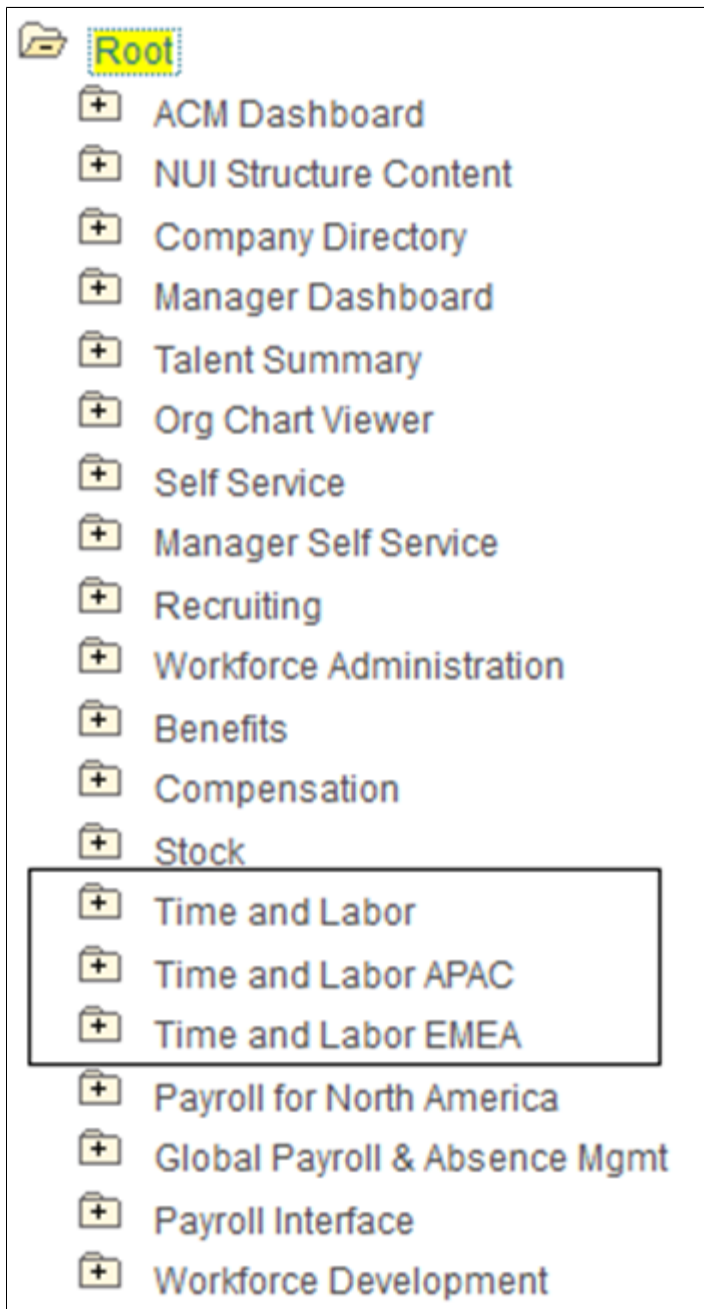 Root
ACM Dashboard
NUI Structure Content
Company Directory
Manager Dashboard
Talent Summary
Org Chart Viewer
Self Service
Manager Self Service
Recruiting
Workforce Administration
Benefits
Compensation
Stock
Time and Labor
Time and Labor APAC
Time and Labor EMEA
Payroll for North America
Global Payroll & Absence Mgmt
Payroll Interface
Workforce Development